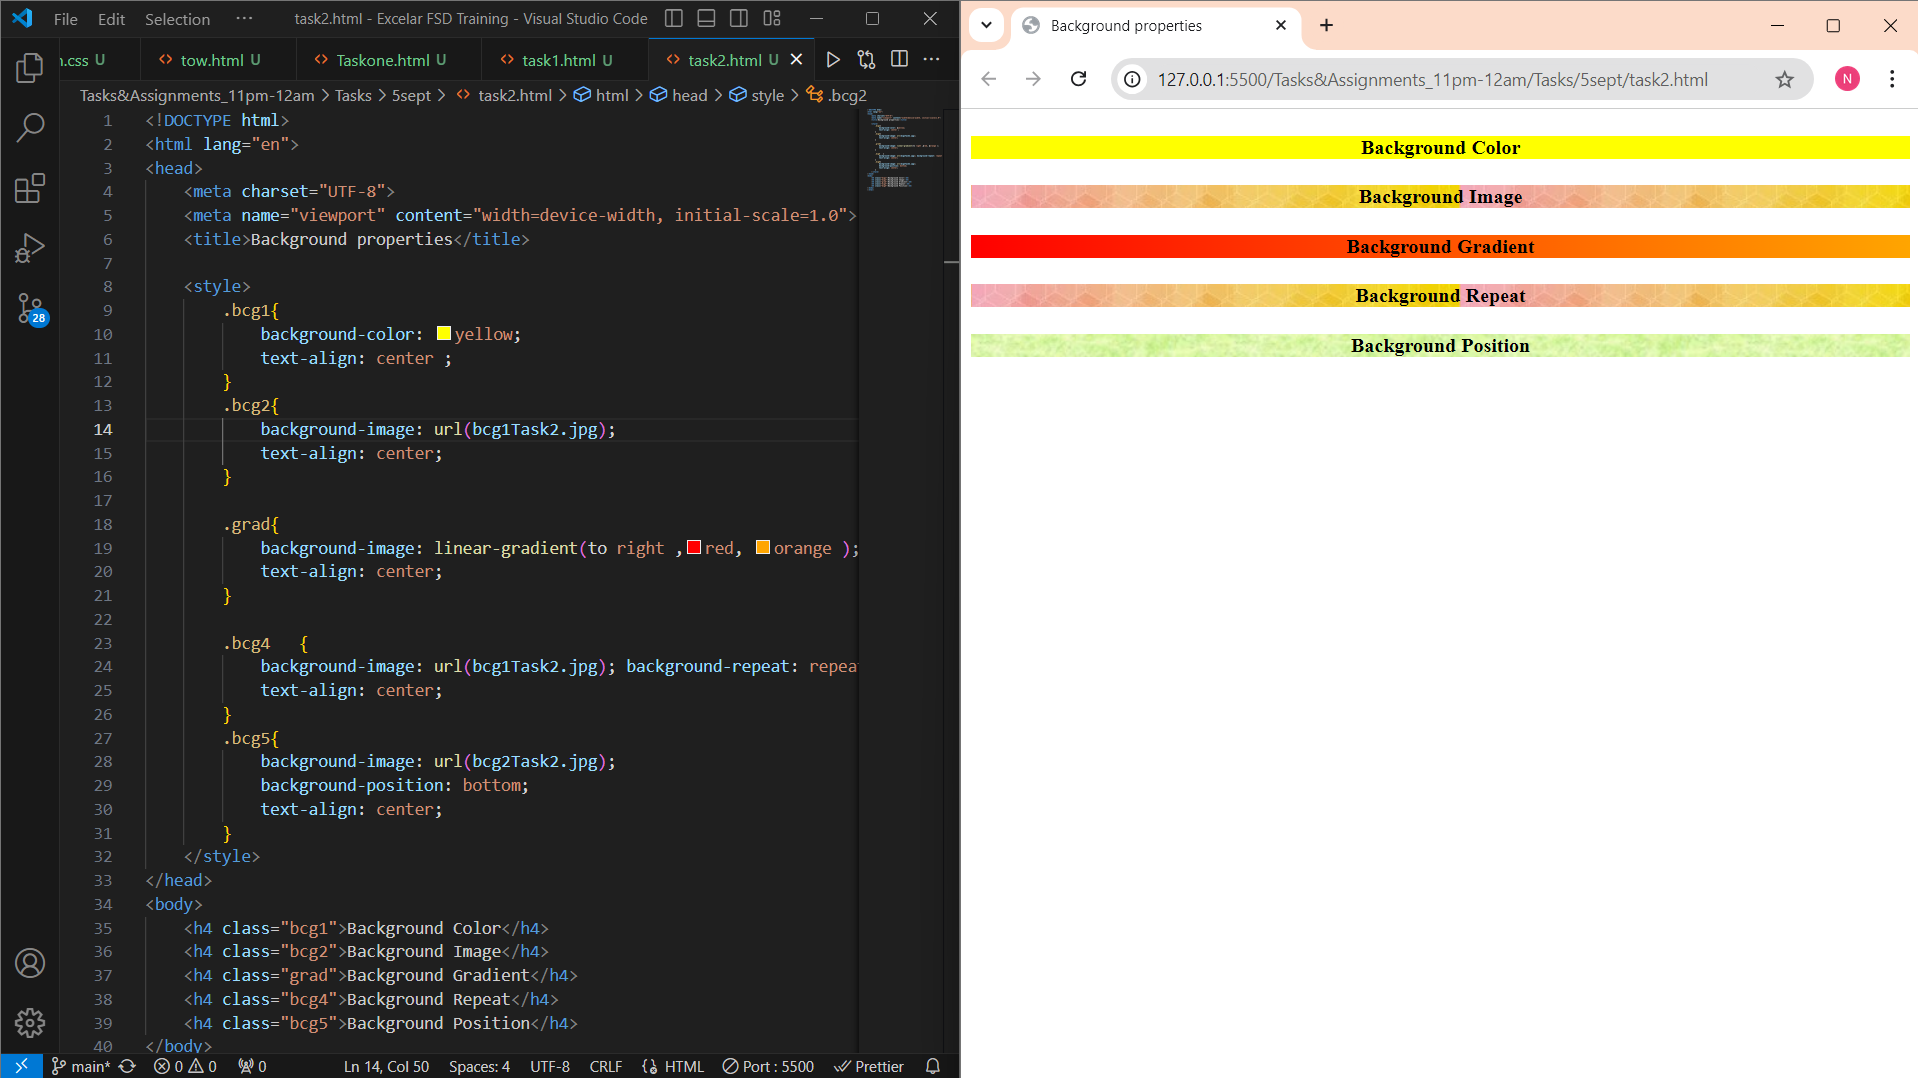 File Edit Selection ··· task2.html - Excelar FSD Training - Visual Studio Code
n.css U tow.html U Taskone.html U task1.html U task2.html U
Tasks&Assignments_11pm-12am > Tasks > 5sept > task2.html > html > head > style > .bcg2
1 <!DOCTYPE html>
2 <html lang="en">
3 <head>
4 <meta charset="UTF-8">
5 <meta name="viewport" content="width=device-width, initial-scale=1.0">
6 <title>Background properties</title>
7
8 <style>
9 .bcg1{
10 background-color: yellow;
11 text-align: center ;
12 }
13 .bcg2{
14 background-image: url(bcg1Task2.jpg);
15 text-align: center;
16 }
17
18 .grad{
19 background-image: linear-gradient(to right ,red, orange );
20 text-align: center;
21 }
22
23 .bcg4 {
24 background-image: url(bcg1Task2.jpg); background-repeat: repea
25 text-align: center;
26 }
27 .bcg5{
28 background-image: url(bcg2Task2.jpg);
29 background-position: bottom;
30 text-align: center;
31 }
32 </style>
33 </head>
34 <body>
35 <h4 class="bcg1">Background Color</h4>
36 <h4 class="bcg2">Background Image</h4>
37 <h4 class="grad">Background Gradient</h4>
38 <h4 class="bcg4">Background Repeat</h4>
39 <h4 class="bcg5">Background Position</h4>
40 </body>
28
main* 0 0 0 Ln 14, Col 50 Spaces: 4 UTF-8 CRLF HTML Port : 5500 Prettier
Background properties
127.0.0.1:5500/Tasks&Assignments_11pm-12am/Tasks/5sept/task2.html
N
Background Color
Background Image
Background Gradient
Background Repeat
Background Position